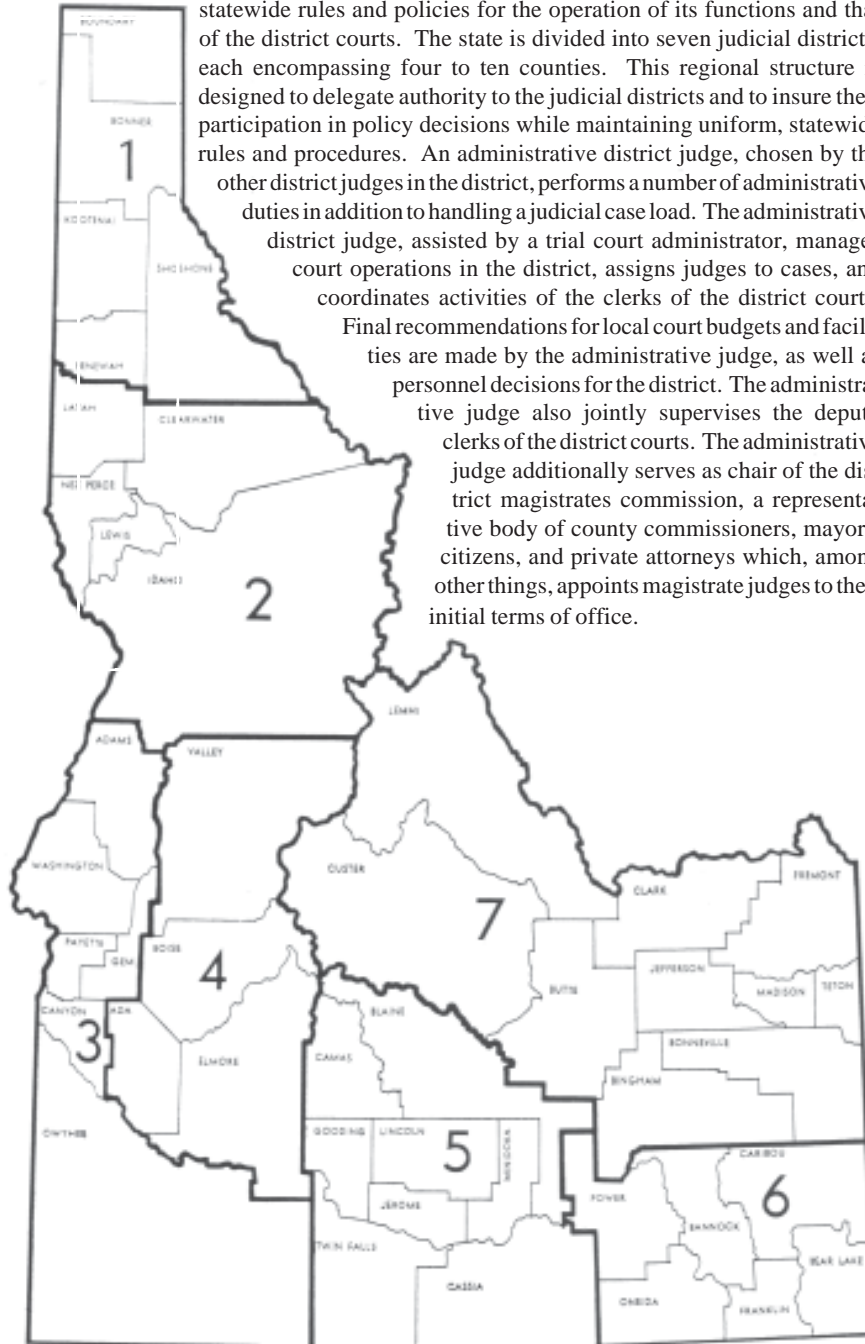 statewide rules and policies for the operation of its functions and tha
of the district courts. The state is divided into seven judicial district
each encompassing four to ten counties. This regional structure
designed to delegate authority to the judicial districts and to insure the
participation in policy decisions while maintaining uniform, statewid
rules and procedures. An administrative district judge, chosen by th
other district judges in the district, performs a number of administrativ
duties in addition to handling a judicial case load. The administrativ
district judge, assisted by a trial court administrator, manage
court operations in the district, assigns judges to cases, an
coordinates activities of the clerks of the district court
Final recommendations for local court budgets and facil
ties are made by the administrative judge, as well a
personnel decisions for the district. The administra
tive judge also jointly supervises the deput
clerks of the district courts. The administrativ
judge additionally serves as chair of the dis
trict magistrates commission, a representa
tive body of county commissioners, mayor
citizens, and private attorneys which, amon
other things, appoints magistrate judges to the
initial terms of office.
BOUNDARY
BONNER
1
KOOTENAI
SHOSHONE
BENEWAH
LATAH
CLEARWATER
NEZ PERCE
LEWIS
IDAHO
2
LEMHI
ADAMS
VALLEY
WASHINGTON
CUSTER
CLARK
FREMONT
7
PAYETTE
GEM
BOISE
4
JEFFERSON
MADISON
TETON
BUTTE
CANYON
ADA
3
BLAINE
BONNEVILLE
CAMAS
ELMORE
BINGHAM
OWYHEE
GOODING
LINCOLN
5
MINIDOKA
CARIBOU
6
JEROME
POWER
BANNOCK
TWIN FALLS
BEAR LAKE
CASSIA
ONEIDA
FRANKLIN